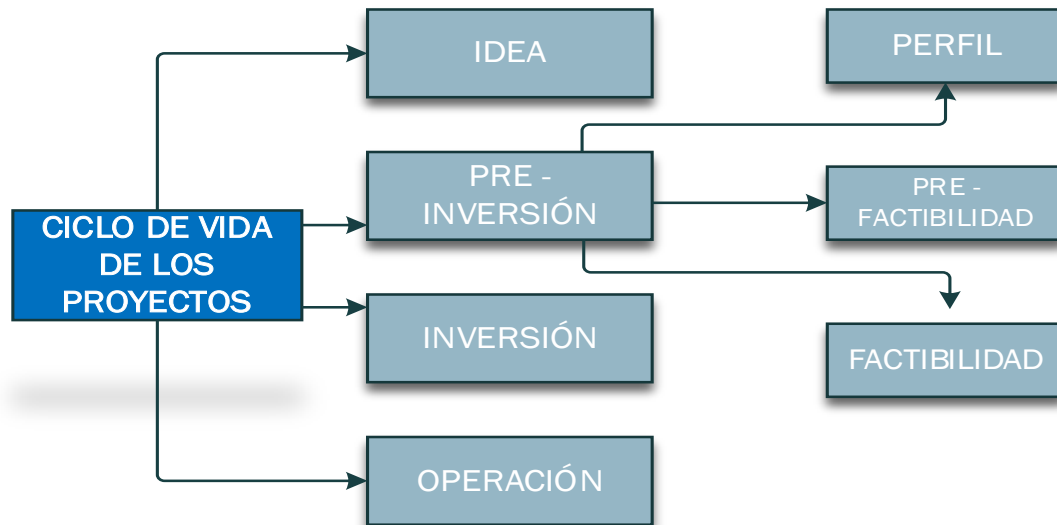 IDEA
PERFIL
PRE -
INVERSIÓN
PRE -
FACTIBILIDAD
CICLO DE VIDA
DE LOS
PROYECTOS
INVERSIÓN
FACTIBILIDAD
OPERACIÓN